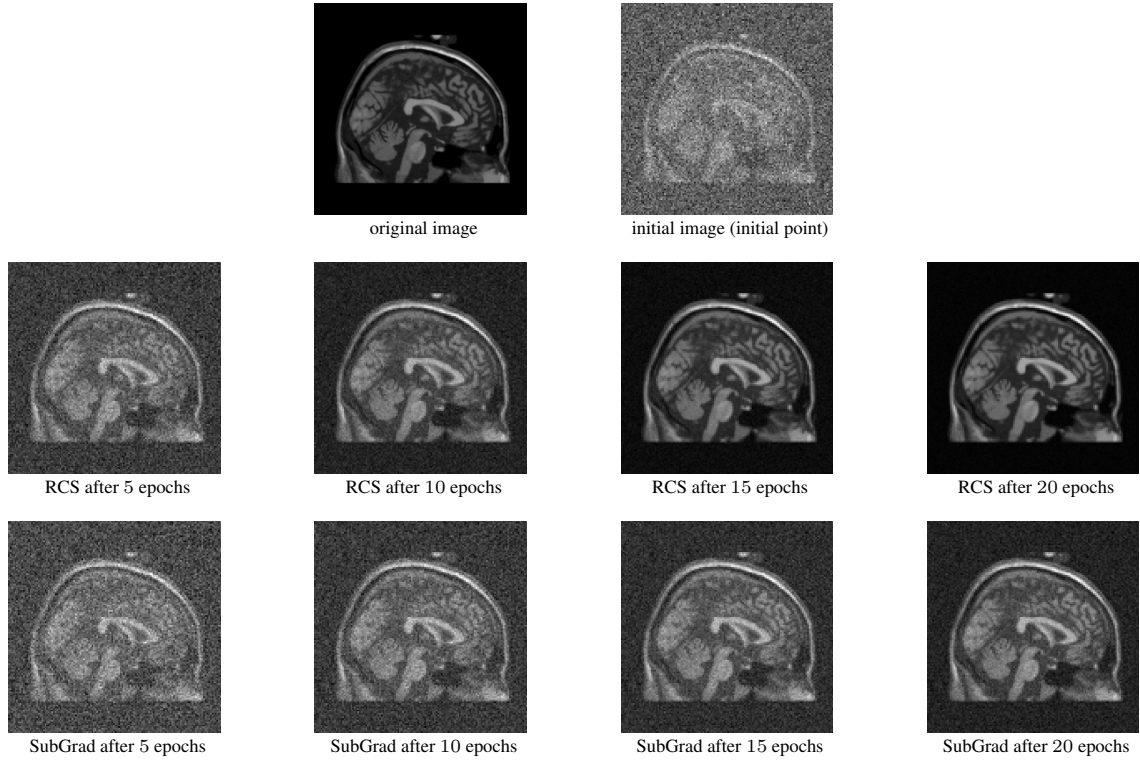 original image
initial image (initial point)
RCS after 5 epochs
RCS after 10 epochs
RCS after 15 epochs
RCS after 20 epochs
SubGrad after 5 epochs
SubGrad after 10 epochs
SubGrad after 15 epochs
SubGrad after 20 epochs